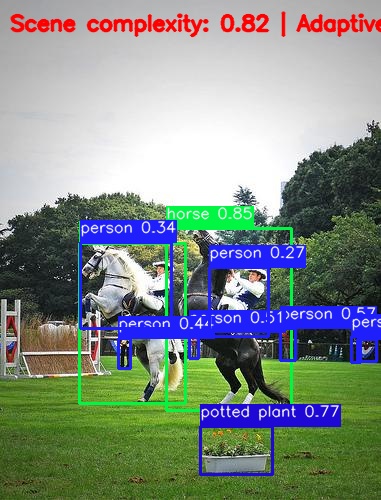 Scene complexity: 0.82 | Adaptive
horse 0.85
person 0.34
person 0.27
person 0.57
person 0.44
0.51
pers
potted plant 0.77